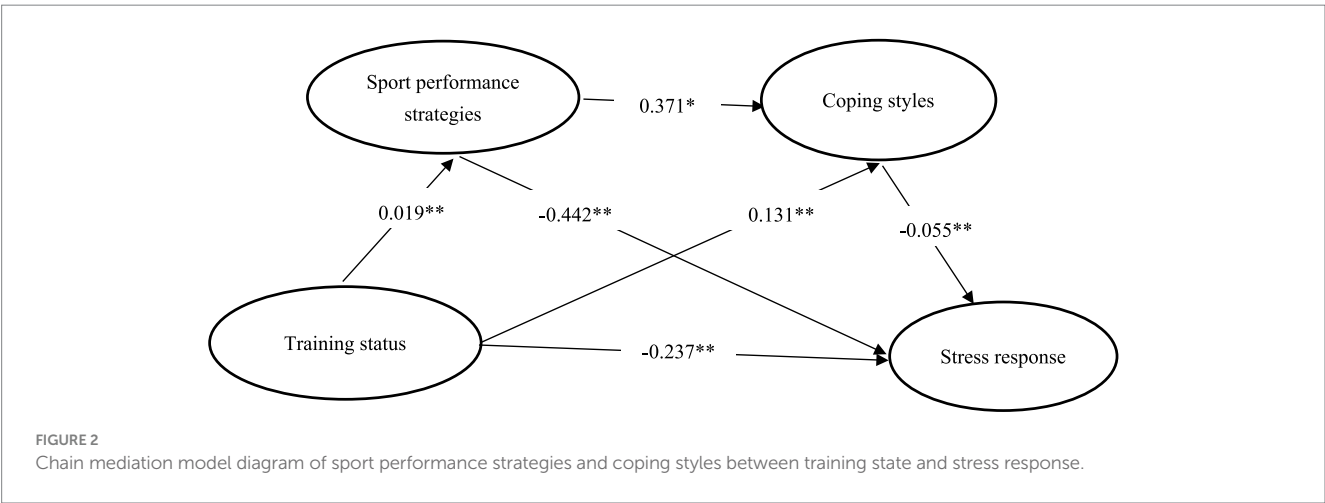 Sport performance
strategies
0.371*
Coping styles
0.019**
-0.442**
0.131**
-0.055**
Training status
-0.237**
Stress response
FIGURE 2
Chain mediation model diagram of sport performance strategies and coping styles between training state and stress response.